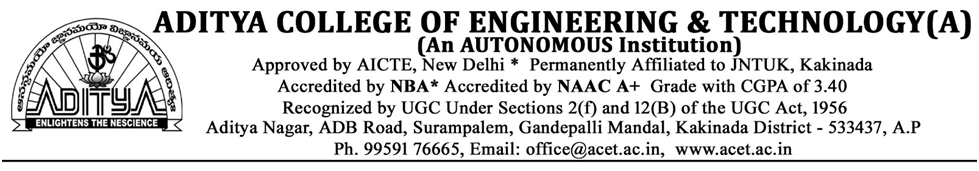 ADITYA COLLEGE OF ENGINEERING & TECHNOLOGY(A)
(An AUTONOMOUS Institution)
Approved by AICTE, New Delhi * Permanently Affiliated to JNTUK, Kakinada
Accredited by NBA* Accredited by NAAC A+ Grade with CGPA of 3.40
Recognized by UGC Under Sections 2(f) and 12(B) of the UGC Act, 1956
Aditya Nagar, ADB Road, Surampalem, Gandepalli Mandal, Kakinada District - 533437, A.P
Ph. 99591 76665, Email: office@acet.ac.in, www.acet.ac.in
ADITYA
ENLIGHTENS THE NESCIENCE